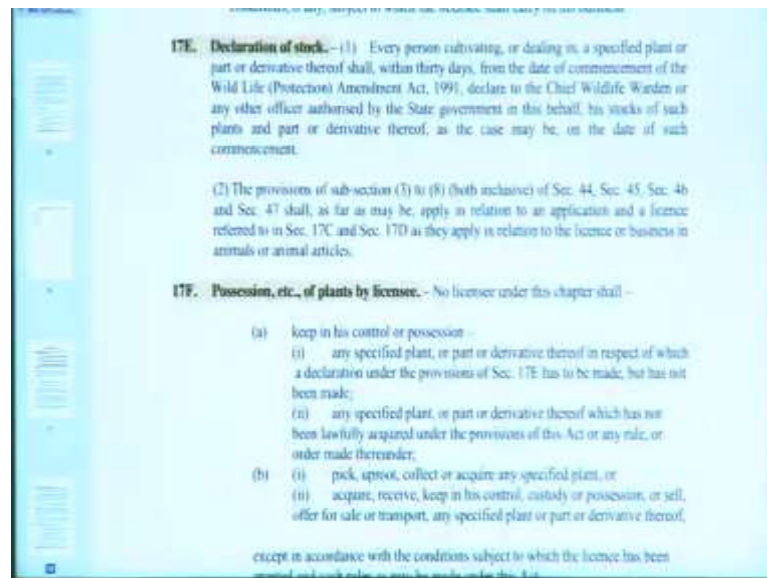 17E. Declaration of stock. – (1) Every person cultivating, or dealing in, a specified plant or
part or derivative thereof shall, within thirty days, from the date of commencement of the
Wild Life (Protection) Amendment Act, 1991, declare to the Chief Wildlife Warden or
any other officer authorised by the State government in this behalf, his stocks of such
plants and part or derivative thereof, as the case may be, on the date of such
commencement.
(2) The provisions of sub-section (3) to (8) (both inclusive) of Sec. 44, Sec. 45, Sec. 46
and Sec. 47 shall, as far as may be, apply in relation to an application and a licence
referred to in Sec. 17C and Sec. 17D as they apply in relation to the licence or business in
animals or animal articles.
17F. Possession, etc., of plants by licensee. – No licensee under this chapter shall –
(a) keep in his control or possession –
(i) any specified plant, or part or derivative thereof in respect of which
a declaration under the provisions of Sec. 17E has to be made, but has not
been made;
(ii) any specified plant, or part or derivative thereof which has not
been lawfully acquired under the provisions of this Act or any rule, or
order made thereunder;
(b) (i) pick, uproot, collect or acquire any specified plant, or
(ii) acquire, receive, keep in his control, custody or possession, or sell,
offer for sale or transport, any specified plant or part or derivative thereof,
except in accordance with the conditions subject to which the licence has been